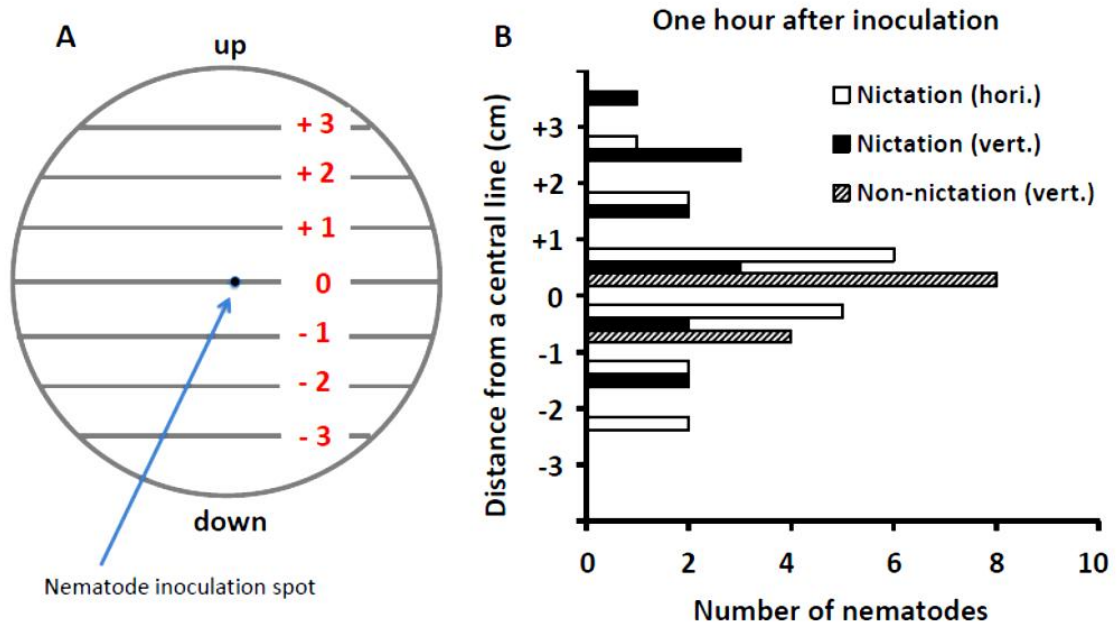 A
up
+ 3
+ 2
+ 1
0
- 1
- 2
- 3
down
Nematode inoculation spot
B
One hour after inoculation
Distance from a central line (cm)
+3
+2
+1
0
-1
-2
-3
Nictation (hori.)
Nictation (vert.)
Non-nictation (vert.)
0 2 4 6 8 10
Number of nematodes